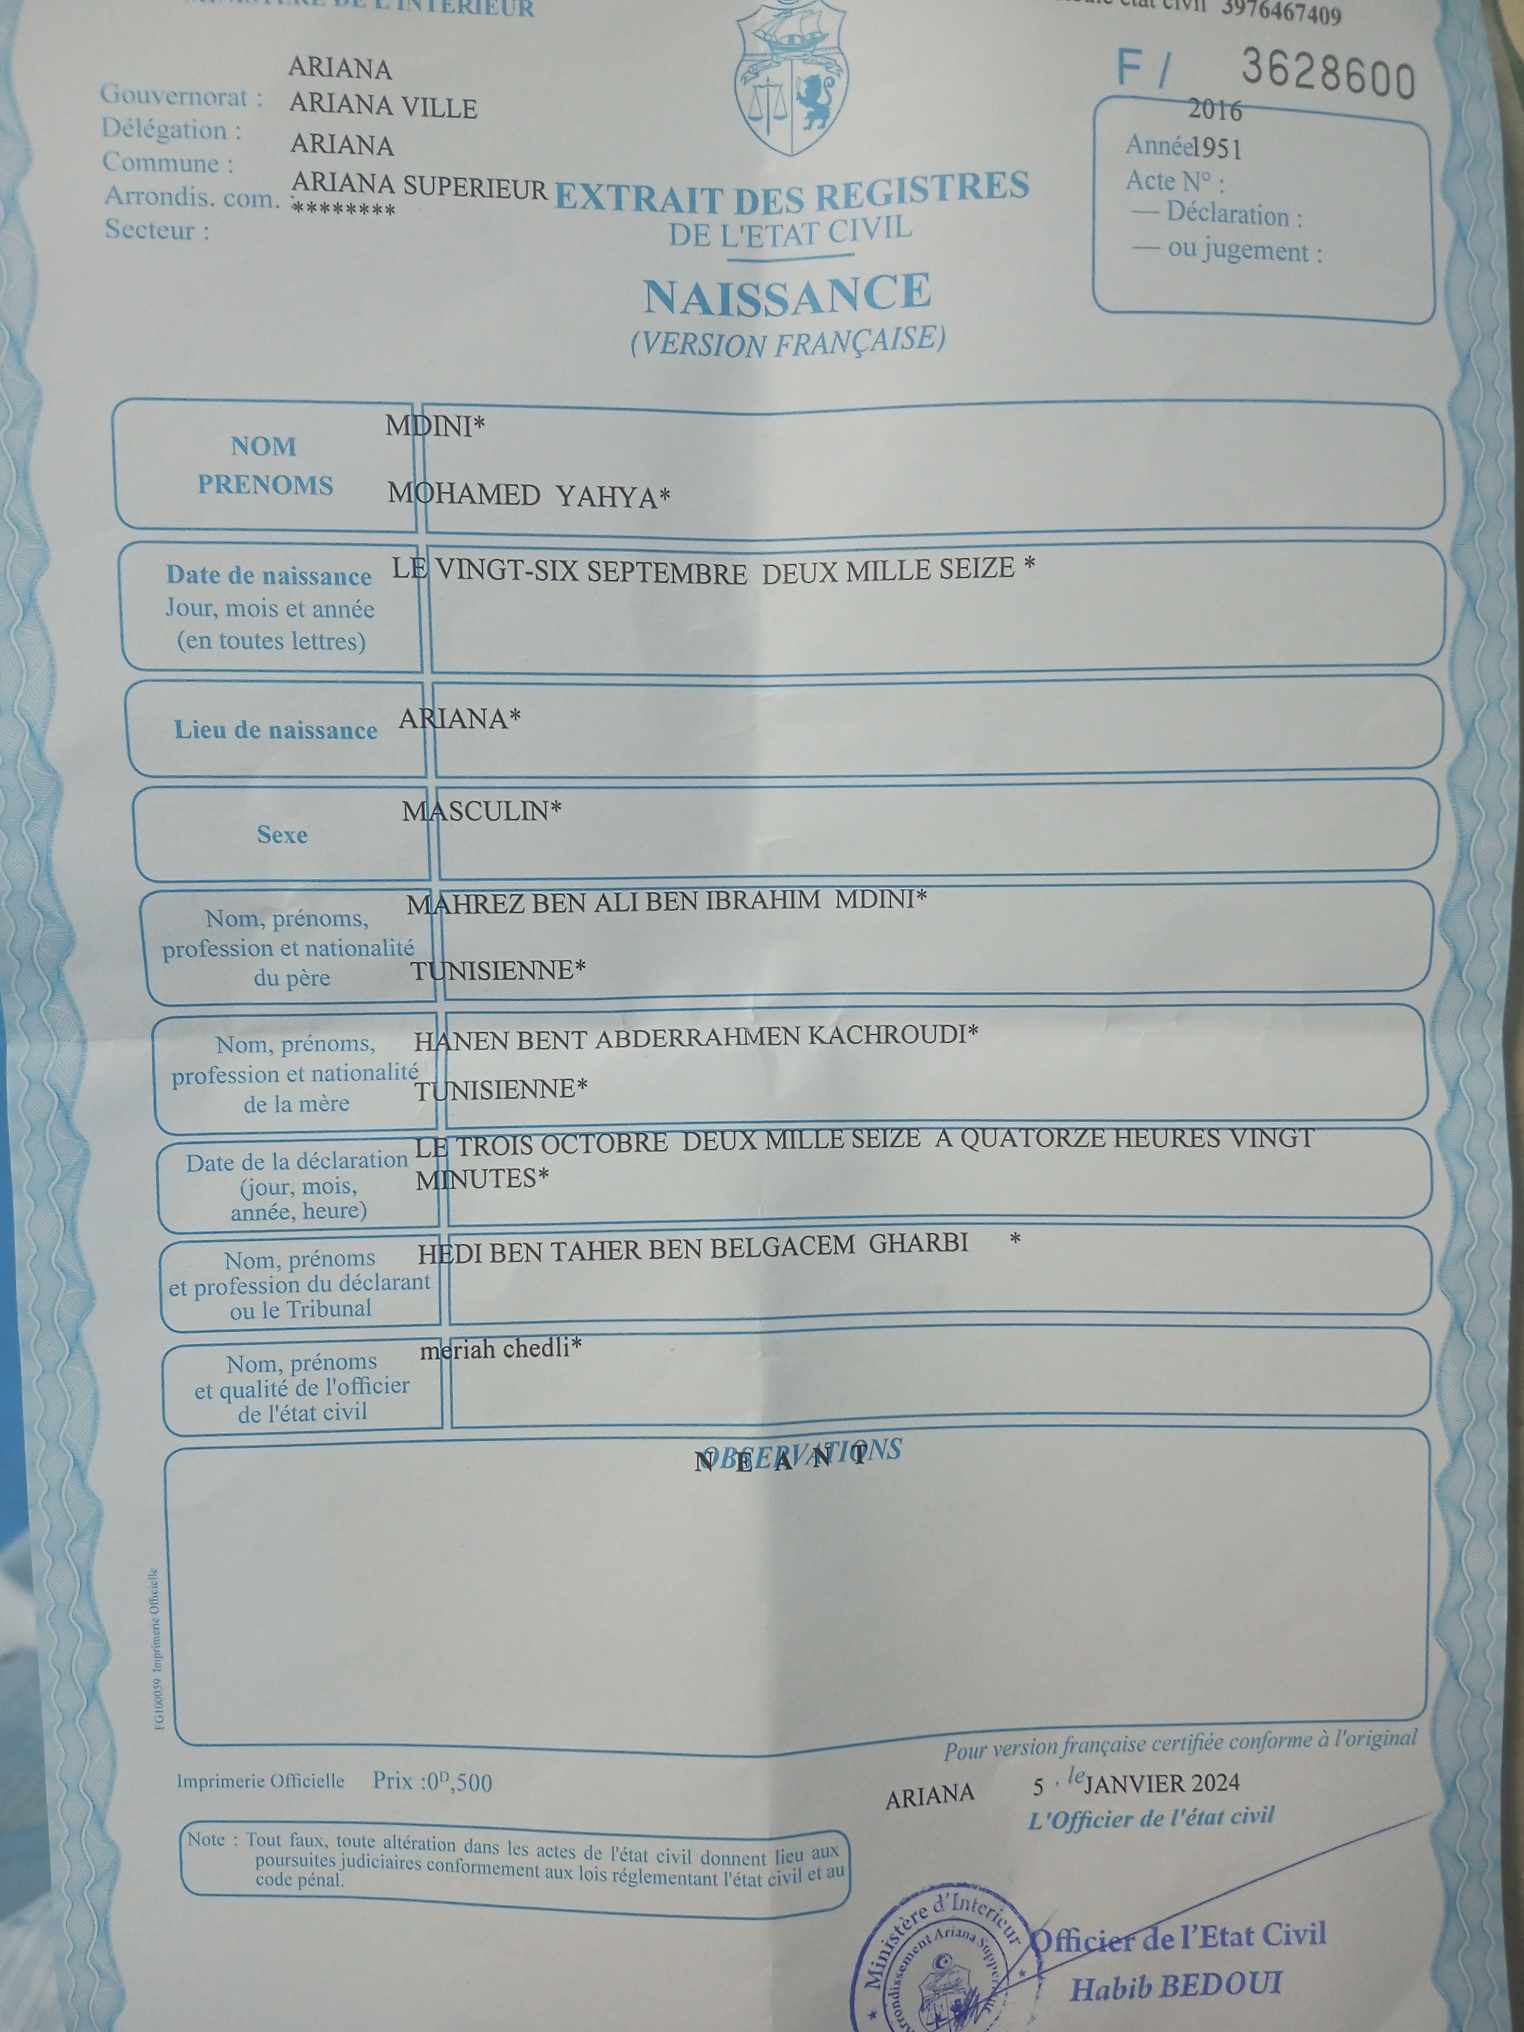 DE L'INTERIEUR
civil 3976467409
F / 3628600
Gouvernorat : ARIANA
Délégation : ARIANA VILLE
Commune : ARIANA
Arrondis. com. : ARIANA SUPERIEUR
Secteur : ********
2016
Année 1951
Acte N° :
— Déclaration :
— ou jugement :
EXTRAIT DES REGISTRES
DE L'ETAT CIVIL
NAISSANCE
(VERSION FRANÇAISE)
NOM MDINI*
PRENOMS MOHAMED YAHYA*
Date de naissance LE VINGT-SIX SEPTEMBRE DEUX MILLE SEIZE *
Jour, mois et année
(en toutes lettres)
Lieu de naissance ARIANA*
Sexe MASCULIN*
Nom, prénoms, MAHREZ BEN ALI BEN IBRAHIM MDINI*
profession et nationalité
du père TUNISIENNE*
Nom, prénoms, HANEN BENT ABDERRAHMEN KACHROUDI*
profession et nationalité TUNISIENNE*
de la mère
Date de la déclaration LE TROIS OCTOBRE DEUX MILLE SEIZE A QUATORZE HEURES VINGT
(jour, mois, MINUTES*
année, heure)
Nom, prénoms HEDI BEN TAHER BEN BELGACEM GHARBI *
et profession du déclarant
ou le Tribunal
Nom, prénoms meriah chedli*
et qualité de l'officier
de l'état civil
OBSERVATIONS
N E A N T
FG100059 Imprimerie Officielle
Pour version française certifiée conforme à l'original
Imprimerie Officielle Prix :0ᴰ,500
ARIANA 5 . le JANVIER 2024
L'Officier de l'état civil
Note : Tout faux, toute altération dans les actes de l'état civil donnent lieu aux
poursuites judiciaires conformement aux lois réglementant l'état civil et au
code pénal.
Ministère d'Interieur
Arrondissement Ariana
Officier de l'Etat Civil
Habib BEDOUI